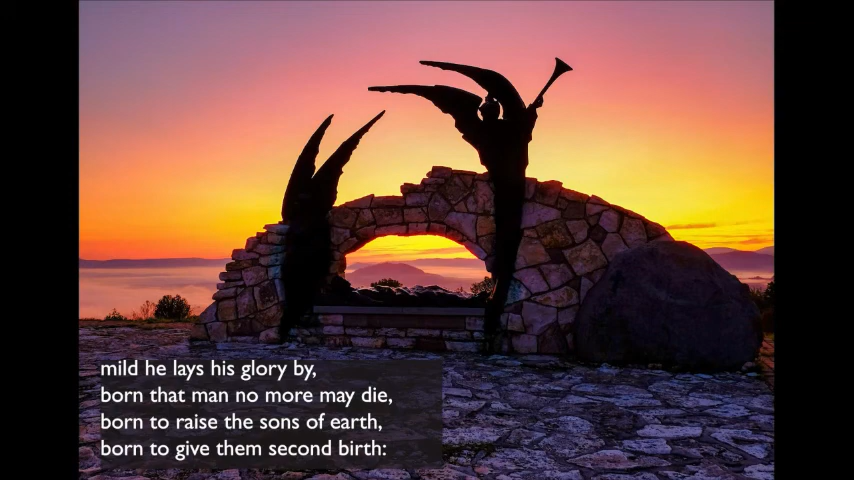 mild he lays his glory by,
born that man no more may die,
born to raise the sons of earth,
born to give them second birth: